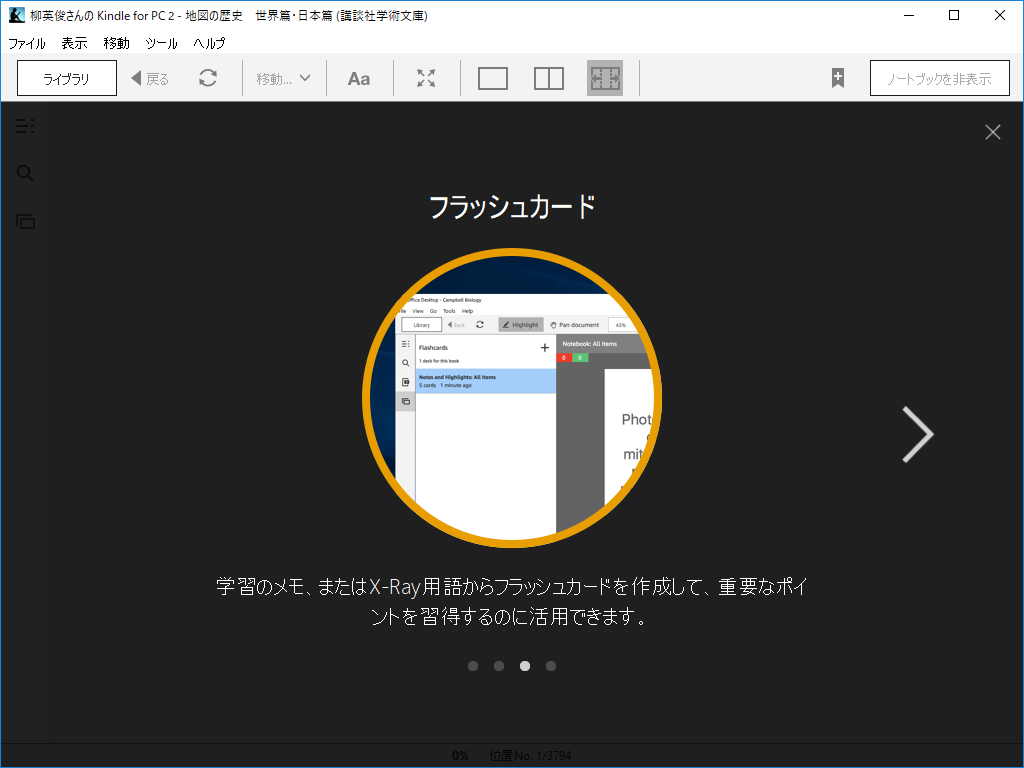 柳英俊さんの Kindle for PC 2 - 地図の歴史　世界篇・日本篇 (講談社学術文庫)
ファイル 表示 移動 ツール ヘルプ
ライブラリ 戻る 移動... Aa ノートブックを非表示
フラッシュカード
Office Desktop - Campbell Biology
View Go Tools Help
Library Back Highlight Pan document 43%
Flashcards
Notebook: All Items
1 deck for this book
0 0
Notes and Highlights: All Items
5 cards 1 minute ago
Phot
mit
学習のメモ、またはX-Ray用語からフラッシュカードを作成して、重要なポイ
ントを習得するのに活用できます。
0% 位置No. 1/3794